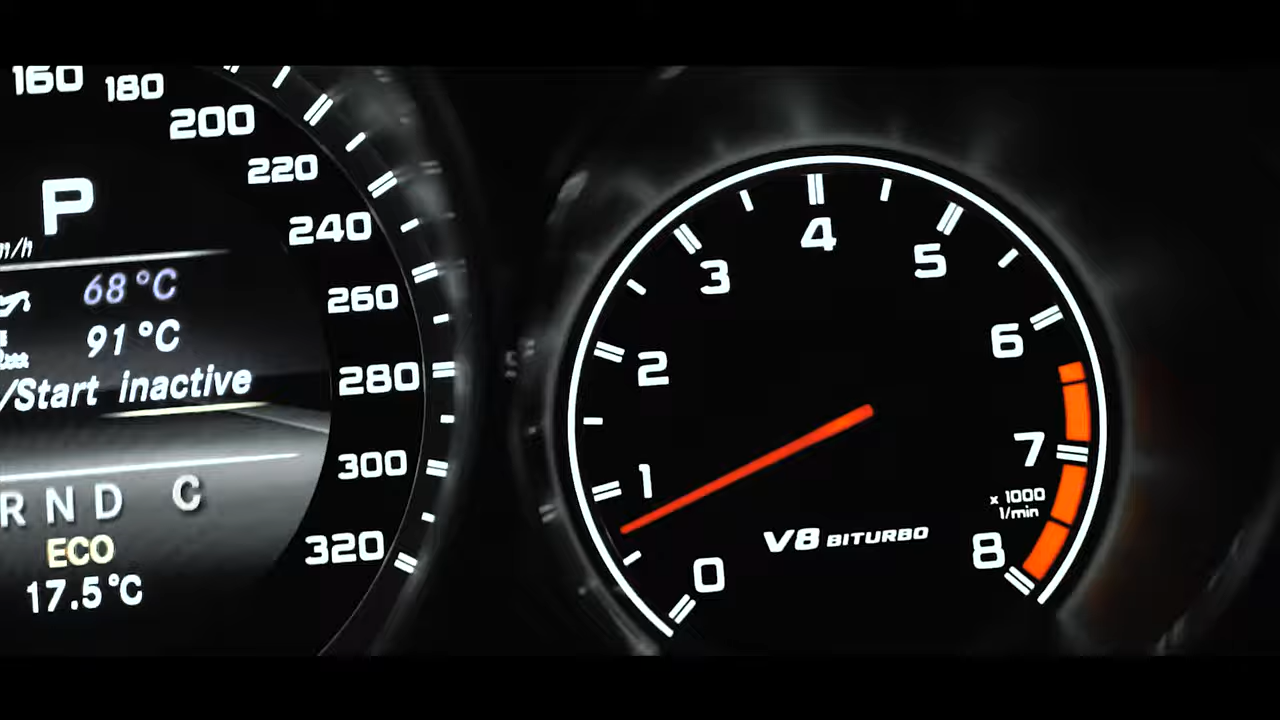 160
180
200
220
240
260
280
300
320
P
m/h
68°C
91°C
/Start inactive
R N D C
ECO
17.5°C
0
1
2
3
4
5
6
7
8
x 1000
1/min
V8 BITURBO